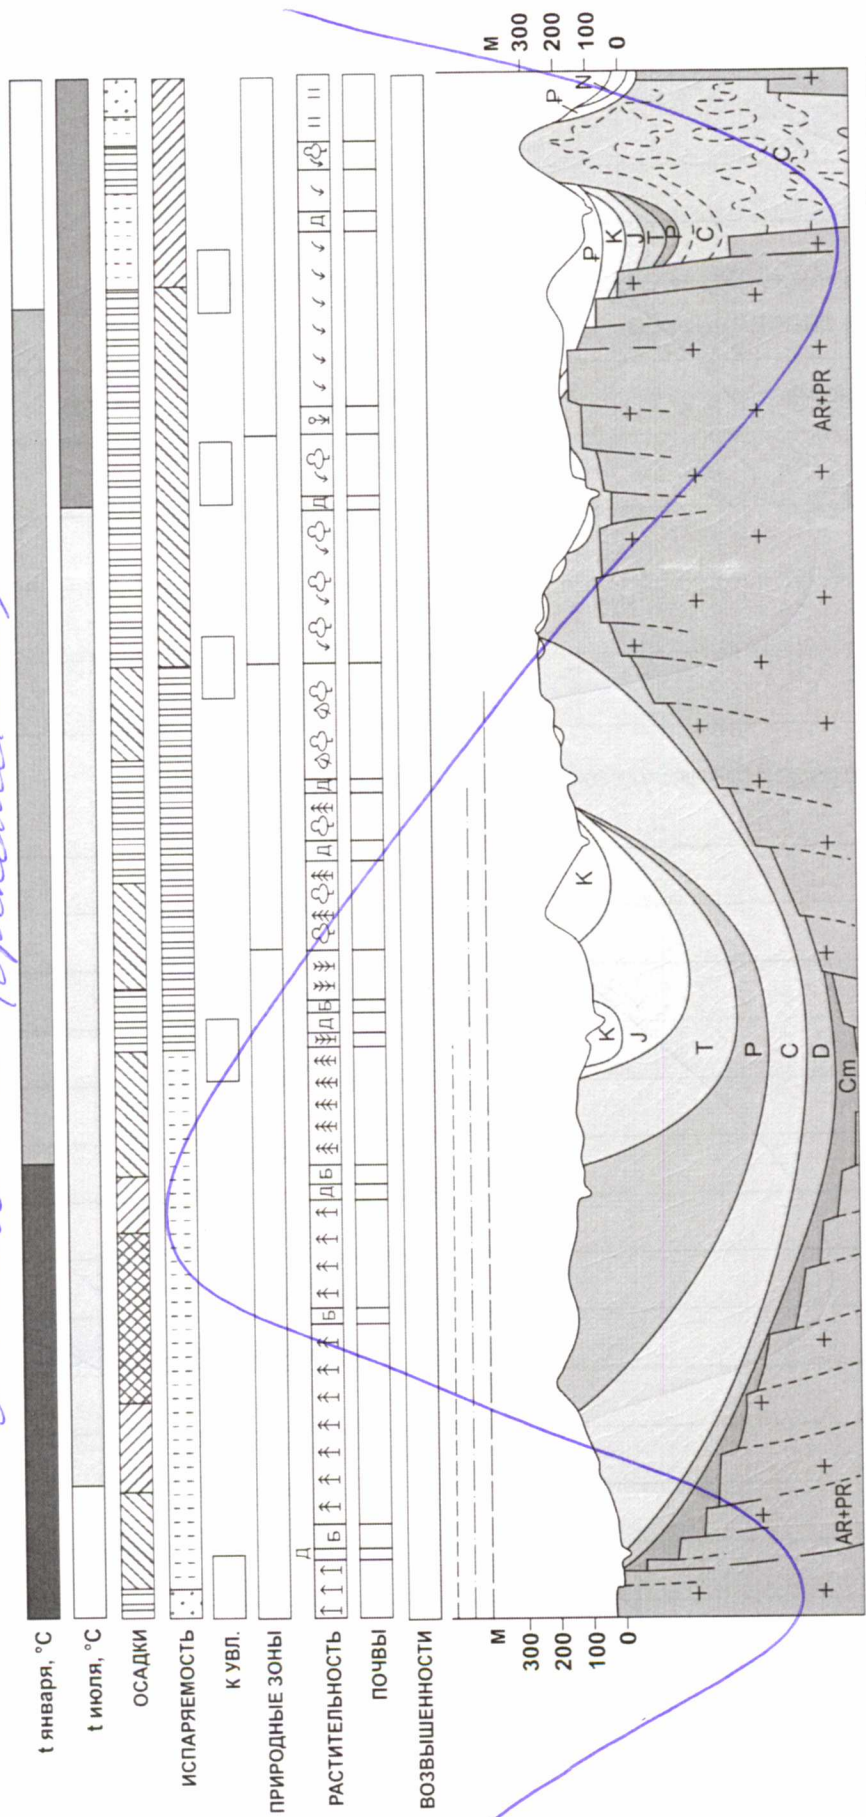 t января, °C
t июля, °C
ОСАДКИ
ИСПАРЯЕМОСТЬ
К УВЛ.
ПРИРОДНЫЕ ЗОНЫ
РАСТИТЕЛЬНОСТЬ
Д Б Б Д Б Д Б Д Д Д Д
ПОЧВЫ
ВОЗВЫШЕННОСТИ
М
300
200
100
0
М
300
200
100
0
K
K
J
T
P
C
D
Cm
AR+PR
P
K
J
T
P
C
P
N
C
AR+PR